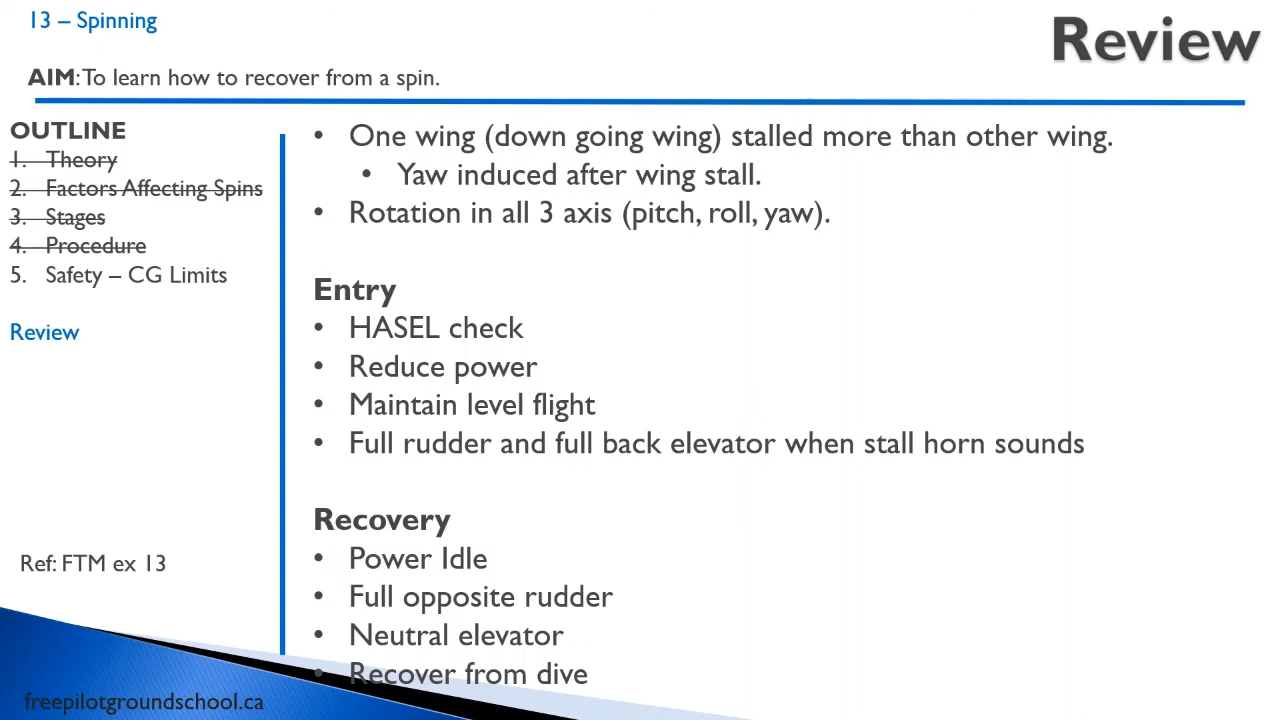 13 – Spinning
Review
AIM: To learn how to recover from a spin.
OUTLINE
1. Theory
2. Factors Affecting Spins
3. Stages
4. Procedure
5. Safety – CG Limits
Review
Ref: FTM ex 13
freepilotgroundschool.ca
• One wing (down going wing) stalled more than other wing.
• Yaw induced after wing stall.
• Rotation in all 3 axis (pitch, roll, yaw).
Entry
• HASEL check
• Reduce power
• Maintain level flight
• Full rudder and full back elevator when stall horn sounds
Recovery
• Power Idle
• Full opposite rudder
• Neutral elevator
• Recover from dive